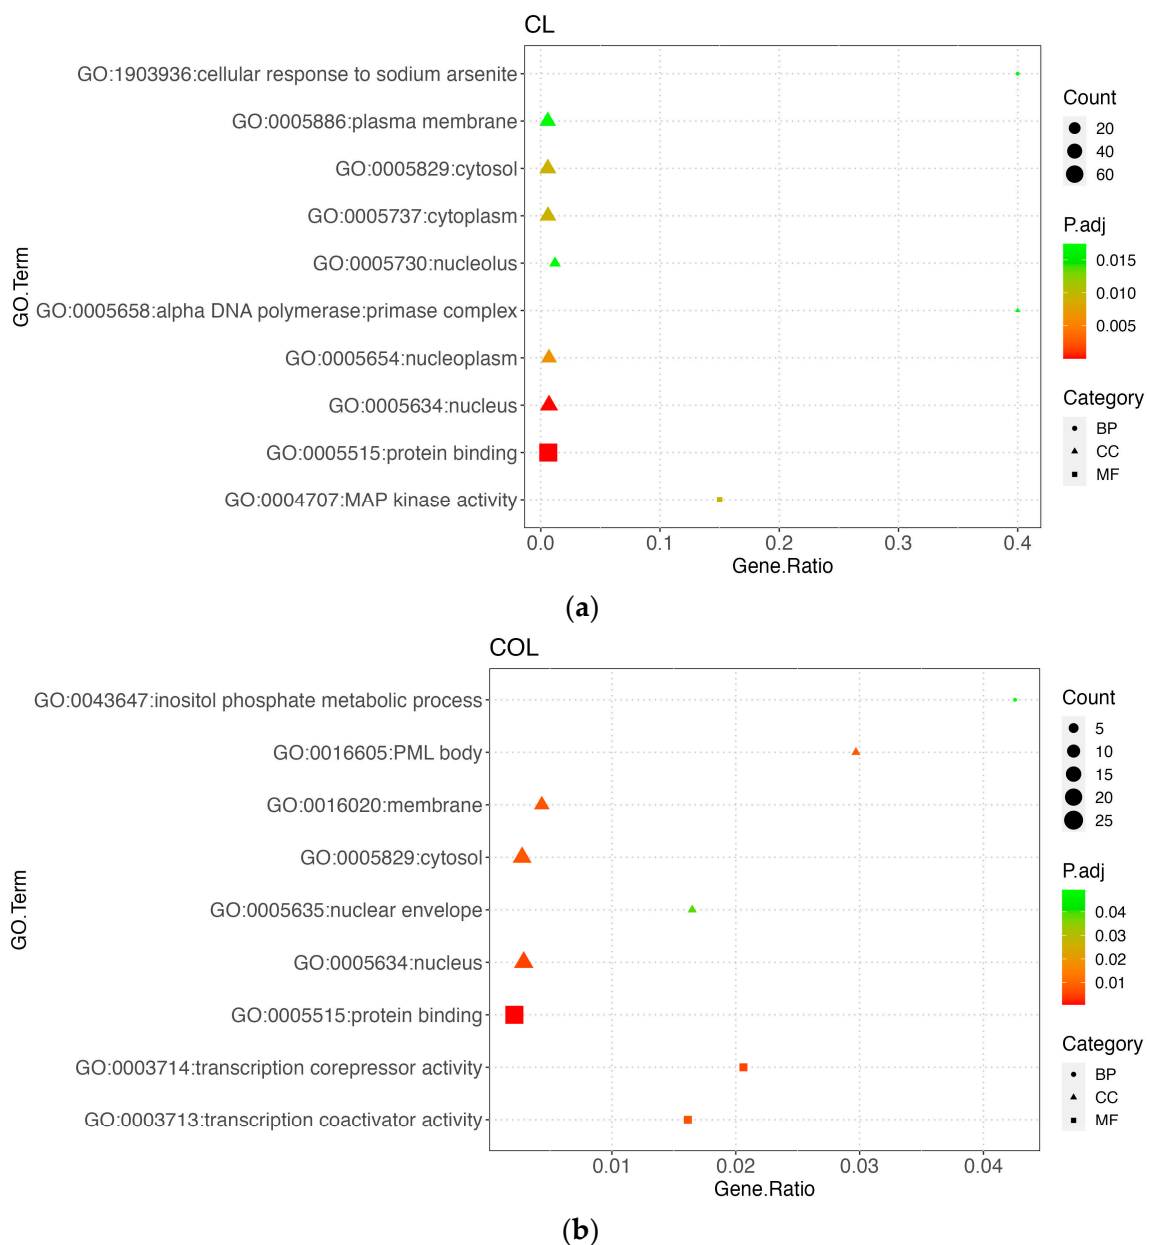 CL
GO:1903936:cellular response to sodium arsenite
GO:0005886:plasma membrane
GO:0005829:cytosol
GO:0005737:cytoplasm
GO:0005730:nucleolus
GO:0005658:alpha DNA polymerase:primase complex
GO:0005654:nucleoplasm
GO:0005634:nucleus
GO:0005515:protein binding
GO:0004707:MAP kinase activity
GO.Term
0.0 0.1 0.2 0.3 0.4
Gene.Ratio
Count
20
40
60
P.adj
0.015
0.010
0.005
Category
BP
CC
MF
(a)
COL
GO:0043647:inositol phosphate metabolic process
GO:0016605:PML body
GO:0016020:membrane
GO:0005829:cytosol
GO:0005635:nuclear envelope
GO:0005634:nucleus
GO:0005515:protein binding
GO:0003714:transcription corepressor activity
GO:0003713:transcription coactivator activity
GO.Term
0.01 0.02 0.03 0.04
Gene.Ratio
Count
5
10
15
20
25
P.adj
0.04
0.03
0.02
0.01
Category
BP
CC
MF
(b)